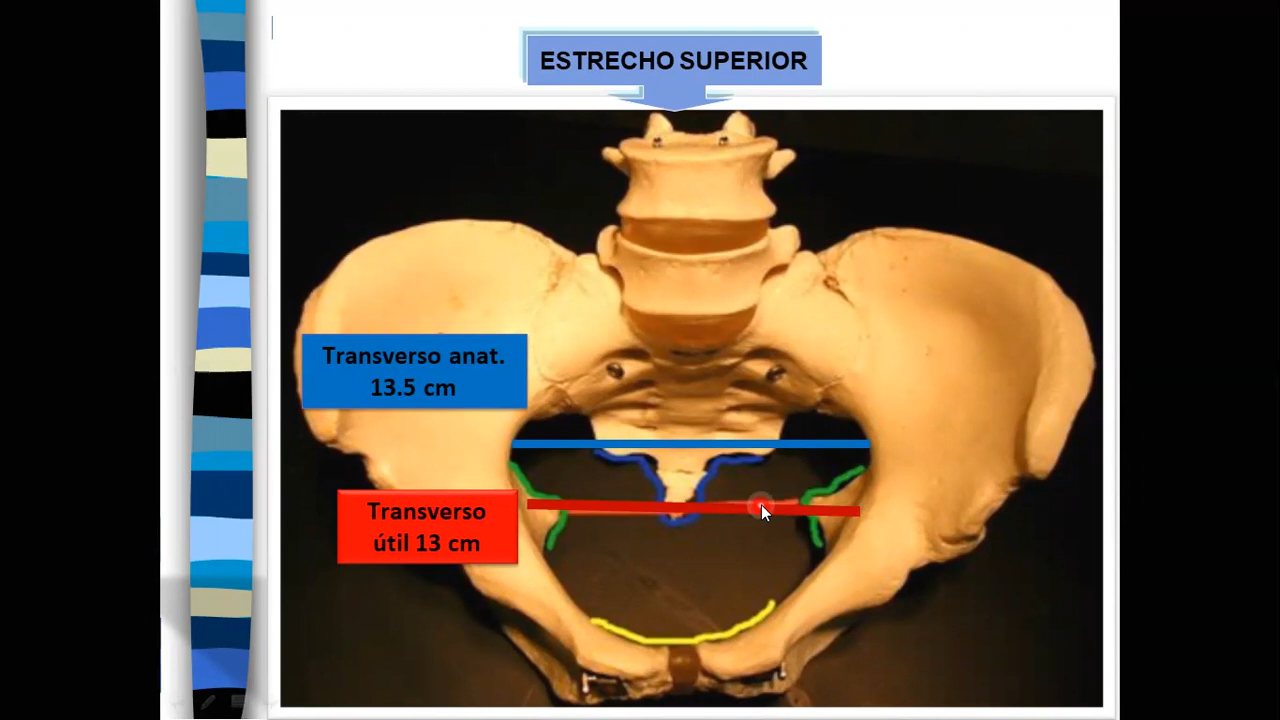 ESTRECHO SUPERIOR
Transverso anat.
13.5 cm
Transverso
útil 13 cm